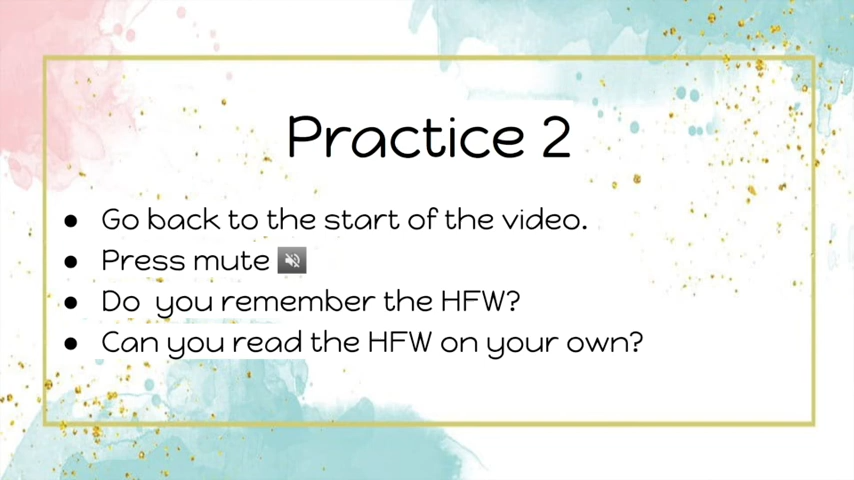 Practice 2
● Go back to the start of the video.
● Press mute
● Do you remember the HFW?
● Can you read the HFW on your own?